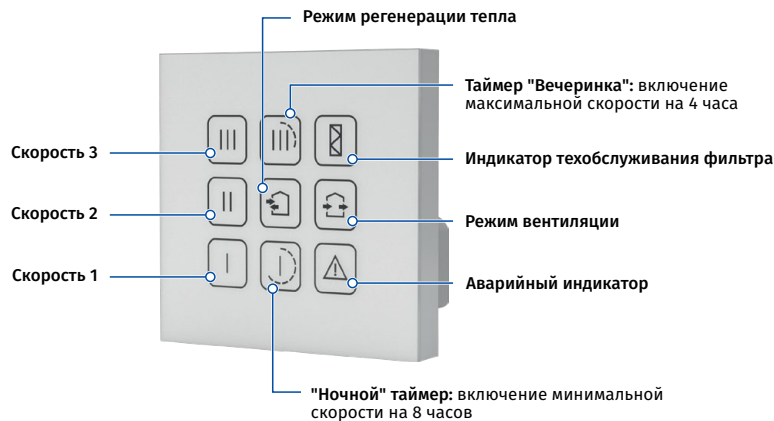 Режим регенерации тепла
Таймер "Вечеринка": включение
максимальной скорости на 4 часа
Скорость 3
Индикатор техобслуживания фильтра
Скорость 2
Режим вентиляции
Скорость 1
Аварийный индикатор
"Ночной" таймер: включение минимальной
скорости на 8 часов